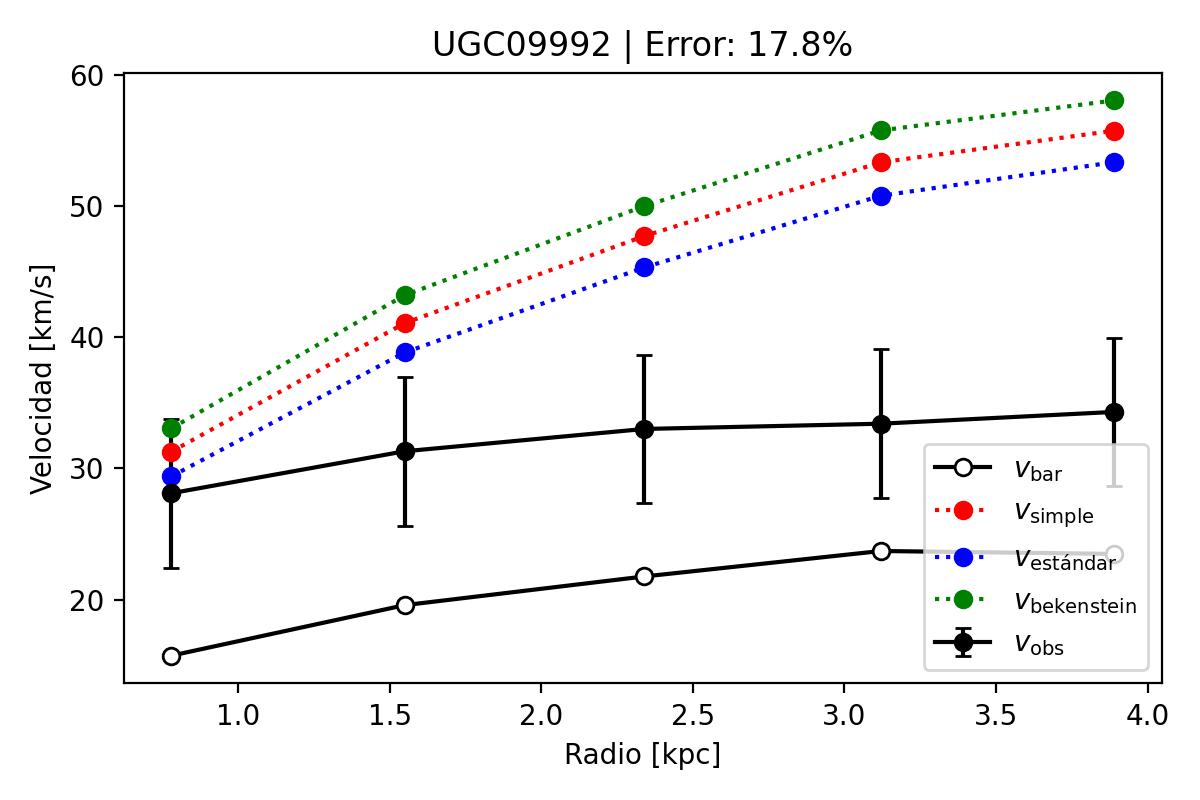 UGC09992 | Error: 17.8%
Velocidad [km/s]
60
50
40
30
20
v_bar
v_simple
v_estándar
v_bekenstein
v_obs
1.0 1.5 2.0 2.5 3.0 3.5 4.0
Radio [kpc]